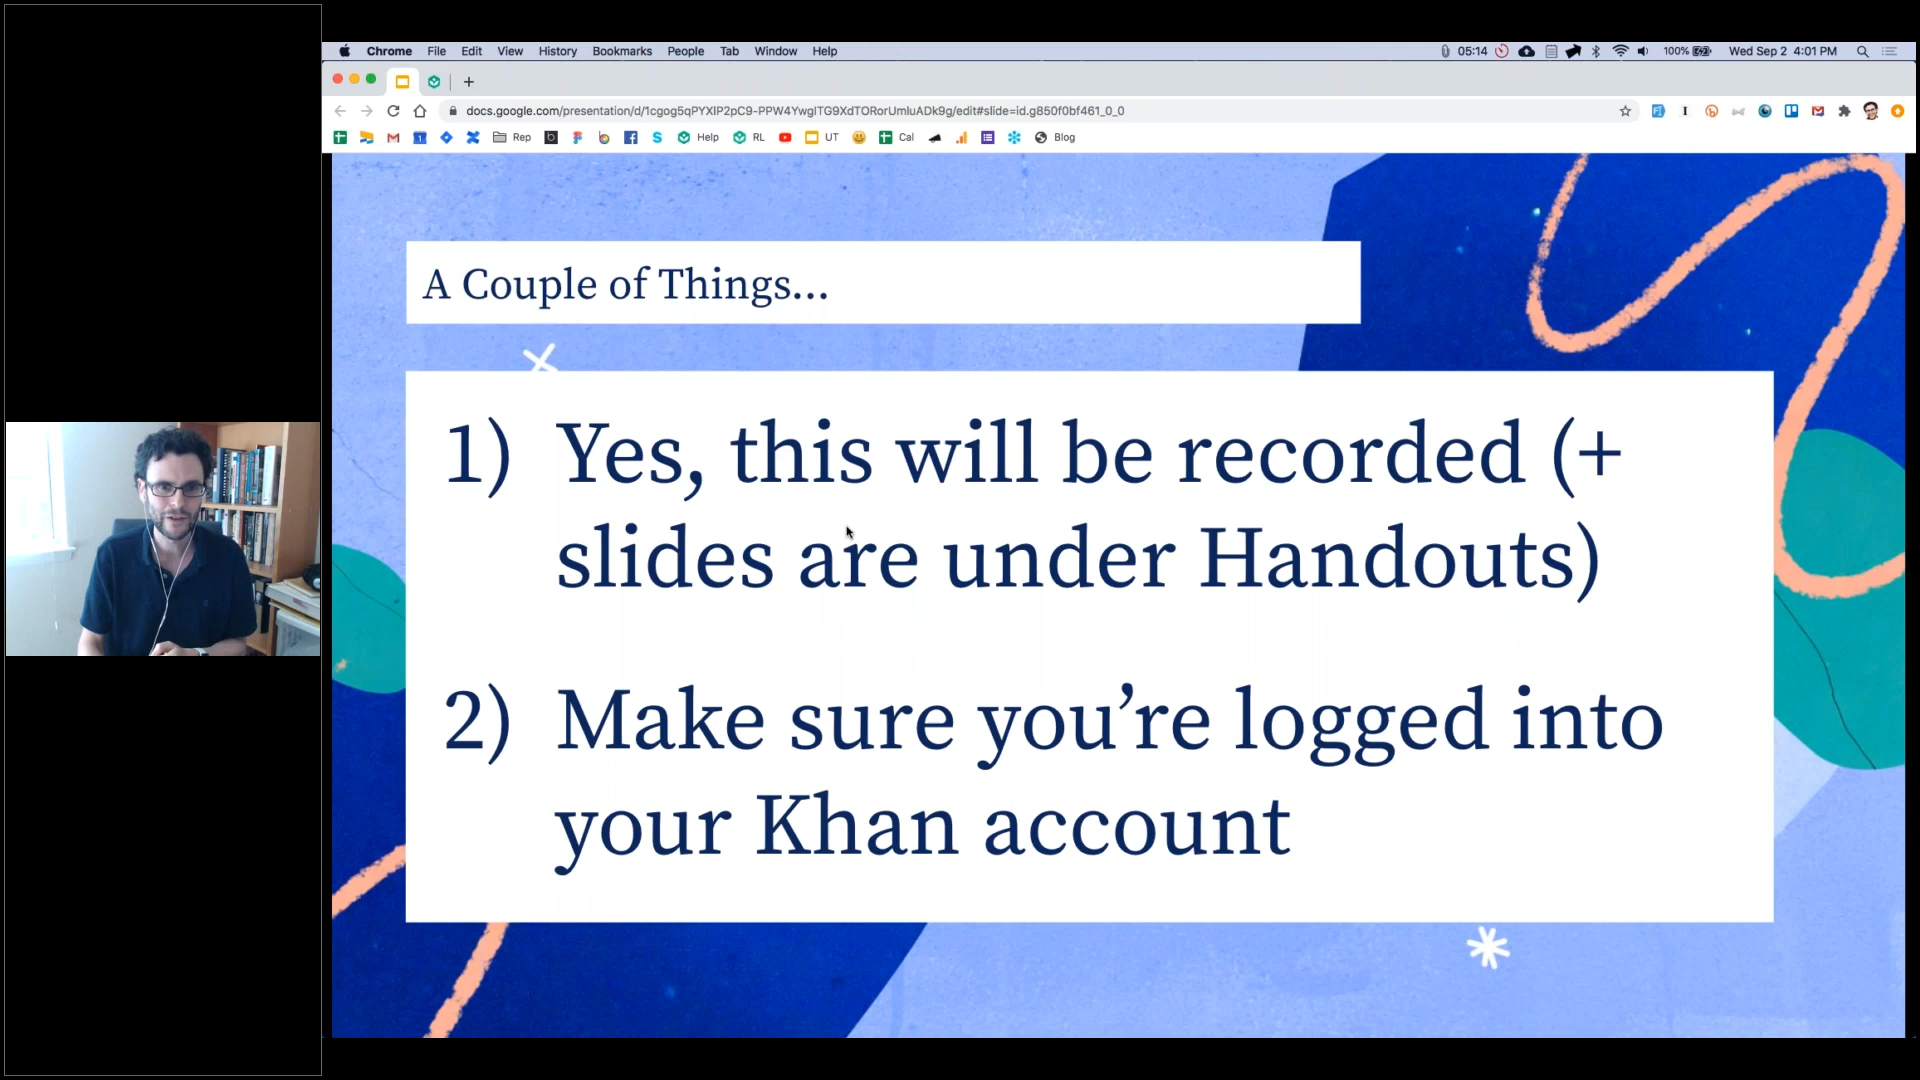 Chrome File Edit View History Bookmarks People Tab Window Help
05:14 100% Wed Sep 2 4:01 PM
docs.google.com/presentation/d/1cgog5qPYXIP2pC9-PPW4YwgITG9XdTORorUmluADk9g/edit#slide=id.g850f0bf461_0_0
Rep Help RL UT Cal Blog
A Couple of Things...
1) Yes, this will be recorded (+
slides are under Handouts)
2) Make sure you’re logged into
your Khan account